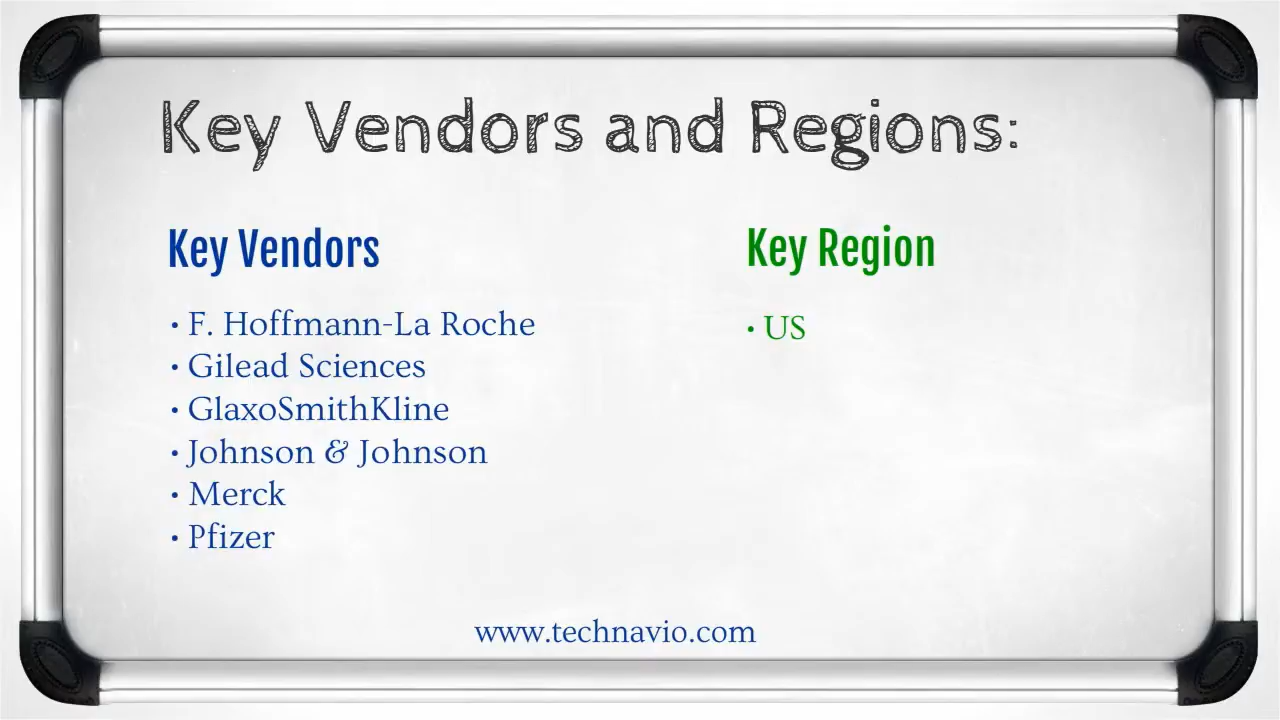 Key Vendors and Regions:
Key Vendors
• F. Hoffmann-La Roche
• Gilead Sciences
• GlaxoSmithKline
• Johnson & Johnson
• Merck
• Pfizer
Key Region
• US
www.technavio.com